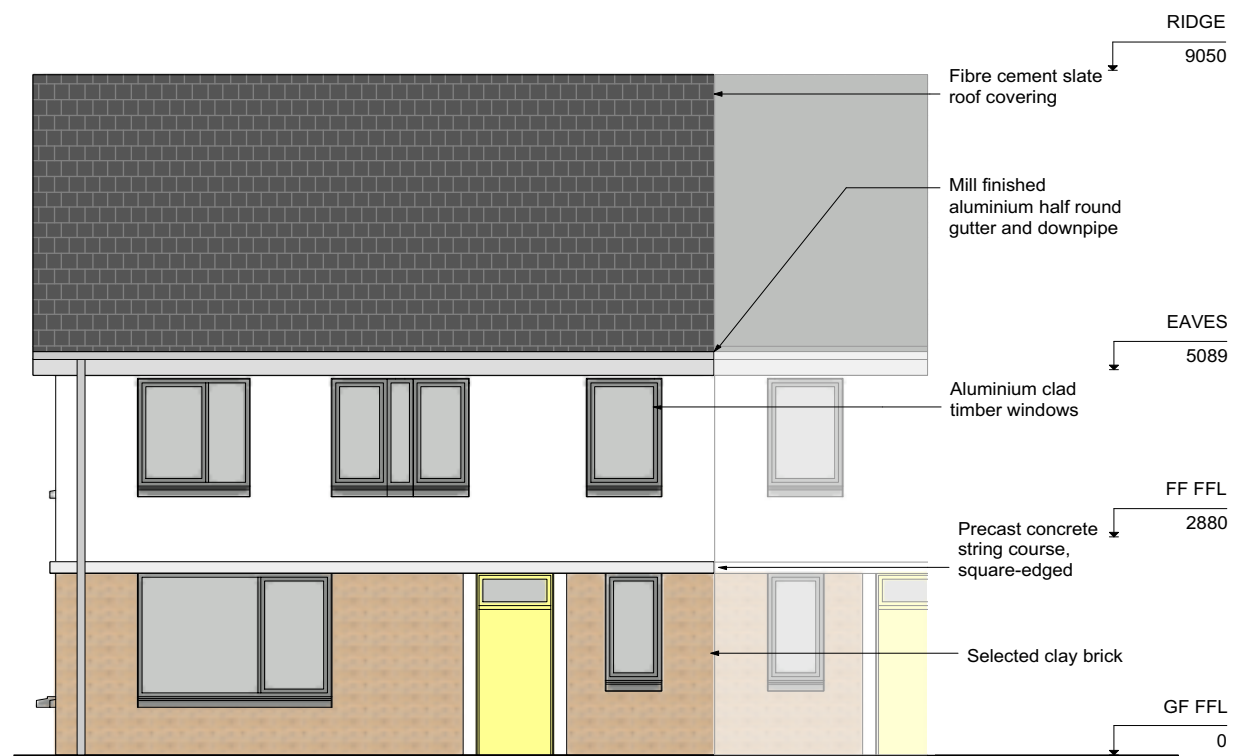 RIDGE
9050
Fibre cement slate
roof covering
Mill finished
aluminium half round
gutter and downpipe
EAVES
5089
Aluminium clad
timber windows
FF FFL
2880
Precast concrete
string course,
square-edged
Selected clay brick
GF FFL
0